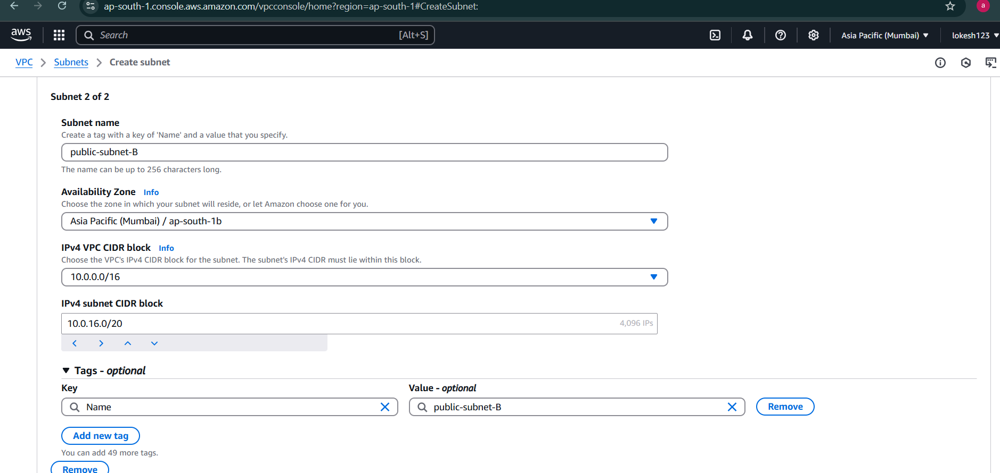 ap-south-1.console.aws.amazon.com/vpcconsole/home?region=ap-south-1#CreateSubnet:
a
aws
Search
[Alt+S]
Asia Pacific (Mumbai)
lokesh123
VPC
Subnets
Create subnet
Subnet 2 of 2
Subnet name
Create a tag with a key of 'Name' and a value that you specify.
public-subnet-B
The name can be up to 256 characters long.
Availability Zone Info
Choose the zone in which your subnet will reside, or let Amazon choose one for you.
Asia Pacific (Mumbai) / ap-south-1b
IPv4 VPC CIDR block Info
Choose the VPC's IPv4 CIDR block for the subnet. The subnet's IPv4 CIDR must lie within this block.
10.0.0.0/16
IPv4 subnet CIDR block
10.0.16.0/20
4,096 IPs
Tags - optional
Key
Value - optional
Name
public-subnet-B
Remove
Add new tag
You can add 49 more tags.
Remove